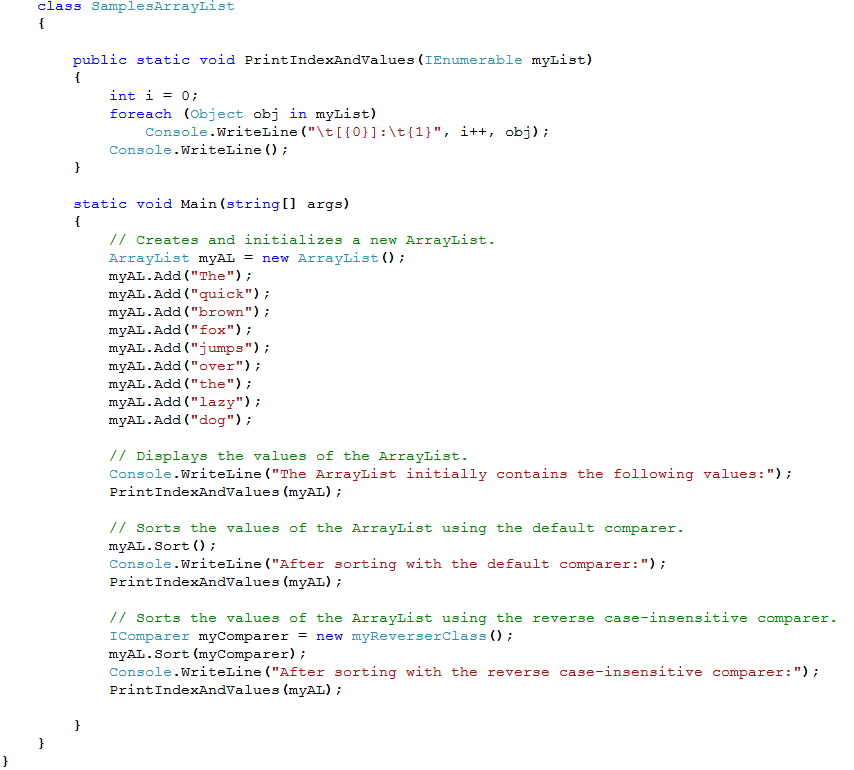 class SamplesArrayList
{
public static void PrintIndexAndValues(IEnumerable myList)
{
int i = 0;
foreach (Object obj in myList)
Console.WriteLine("\t[{0}]:\t{1}", i++, obj);
Console.WriteLine();
}
static void Main(string[] args)
{
// Creates and initializes a new ArrayList.
ArrayList myAL = new ArrayList();
myAL.Add("The");
myAL.Add("quick");
myAL.Add("brown");
myAL.Add("fox");
myAL.Add("jumps");
myAL.Add("over");
myAL.Add("the");
myAL.Add("lazy");
myAL.Add("dog");
// Displays the values of the ArrayList.
Console.WriteLine("The ArrayList initially contains the following values:");
PrintIndexAndValues(myAL);
// Sorts the values of the ArrayList using the default comparer.
myAL.Sort();
Console.WriteLine("After sorting with the default comparer:");
PrintIndexAndValues(myAL);
// Sorts the values of the ArrayList using the reverse case-insensitive comparer.
IComparer myComparer = new myReverserClass();
myAL.Sort(myComparer);
Console.WriteLine("After sorting with the reverse case-insensitive comparer:");
PrintIndexAndValues(myAL);
}
}
}